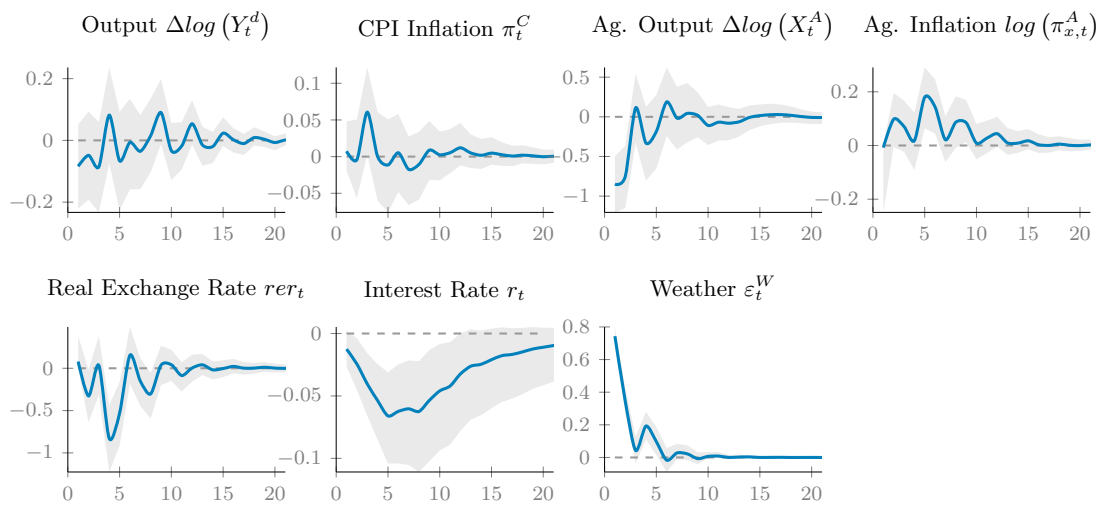 Output Δlog (Y_t^d)
CPI Inflation π_t^C
Ag. Output Δlog (X_t^A)
Ag. Inflation log (π_{x,t}^A)
0.2
0
−0.2
0 5 10 15 20
0.1
0.05
0
−0.05
0 5 10 15 20
0.5
0
−0.5
−1
0 5 10 15 20
0.2
0
−0.2
0 5 10 15 20
Real Exchange Rate rer_t
Interest Rate r_t
Weather ε_t^W
0
−0.5
−1
0 5 10 15 20
0
−0.05
−0.1
0 5 10 15 20
0.8
0.6
0.4
0.2
0
0 5 10 15 20